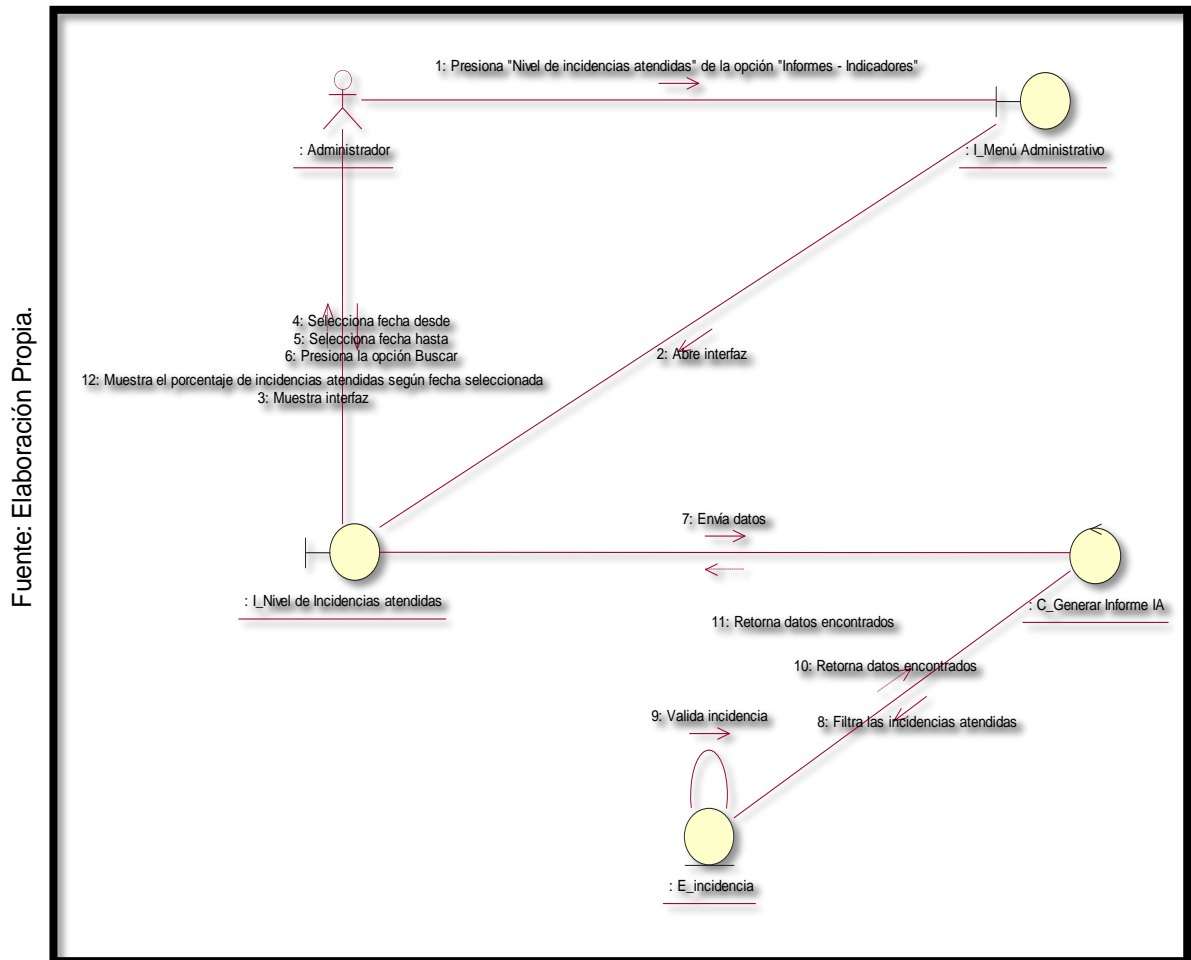 1: Presiona "Nivel de incidencias atendidas" de la opción "Informes - Indicadores"
: Administrador
: I_Menú Administrativo
4: Selecciona fecha desde
5: Selecciona fecha hasta
6: Presiona la opción Buscar
2: Abre interfaz
12: Muestra el porcentaje de incidencias atendidas según fecha seleccionada
3: Muestra interfaz
7: Envía datos
: I_Nivel de Incidencias atendidas
: C_Generar Informe IA
11: Retorna datos encontrados
10: Retorna datos encontrados
9: Valida incidencia
8: Filtra las incidencias atendidas
: E_incidencia
Fuente: Elaboración Propia.